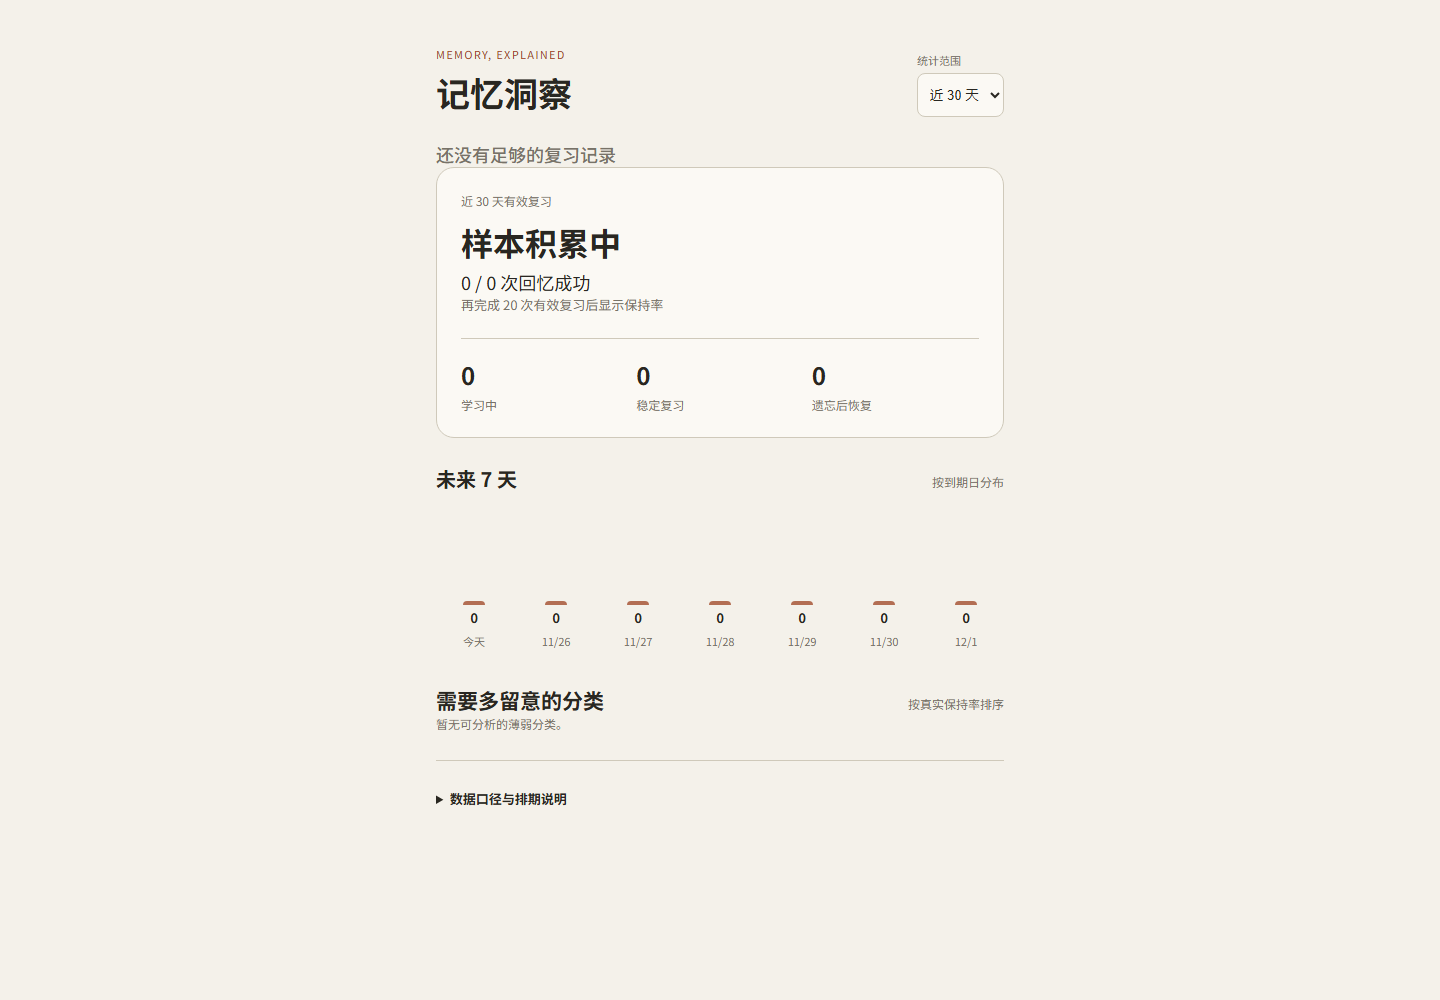 MEMORY, EXPLAINED
记忆洞察
统计范围
近 30 天
还没有足够的复习记录
近 30 天有效复习
样本积累中
0 / 0 次回忆成功
再完成 20 次有效复习后显示保持率
0 0 0
学习中 稳定复习 遗忘后恢复
未来 7 天
按到期日分布
0 0 0 0 0 0 0
今天 11/26 11/27 11/28 11/29 11/30 12/1
需要多留意的分类
按真实保持率排序
暂无可分析的薄弱分类。
数据口径与排期说明